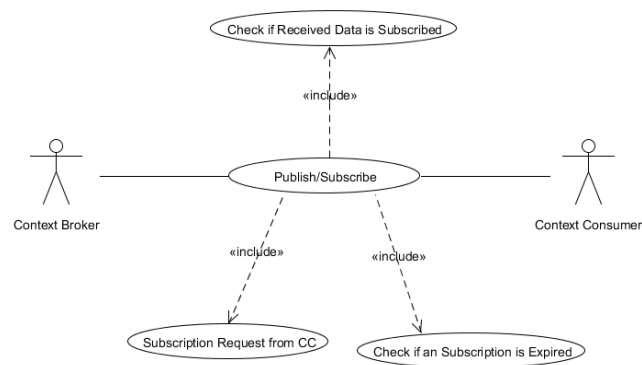 Check if Received Data is Subscribed
«include»
Publish/Subscribe
Context Broker
Context Consumer
«include»
«include»
Subscription Request from CC
Check if an Subscription is Expired